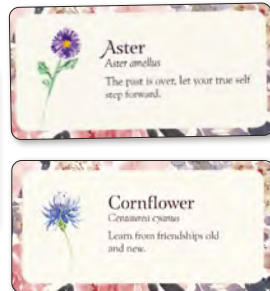 Aster
Aster amellus
The past is over, let your true self
step forward.
Cornflower
Centaurea cyanus
Learn from friendships old
and new.